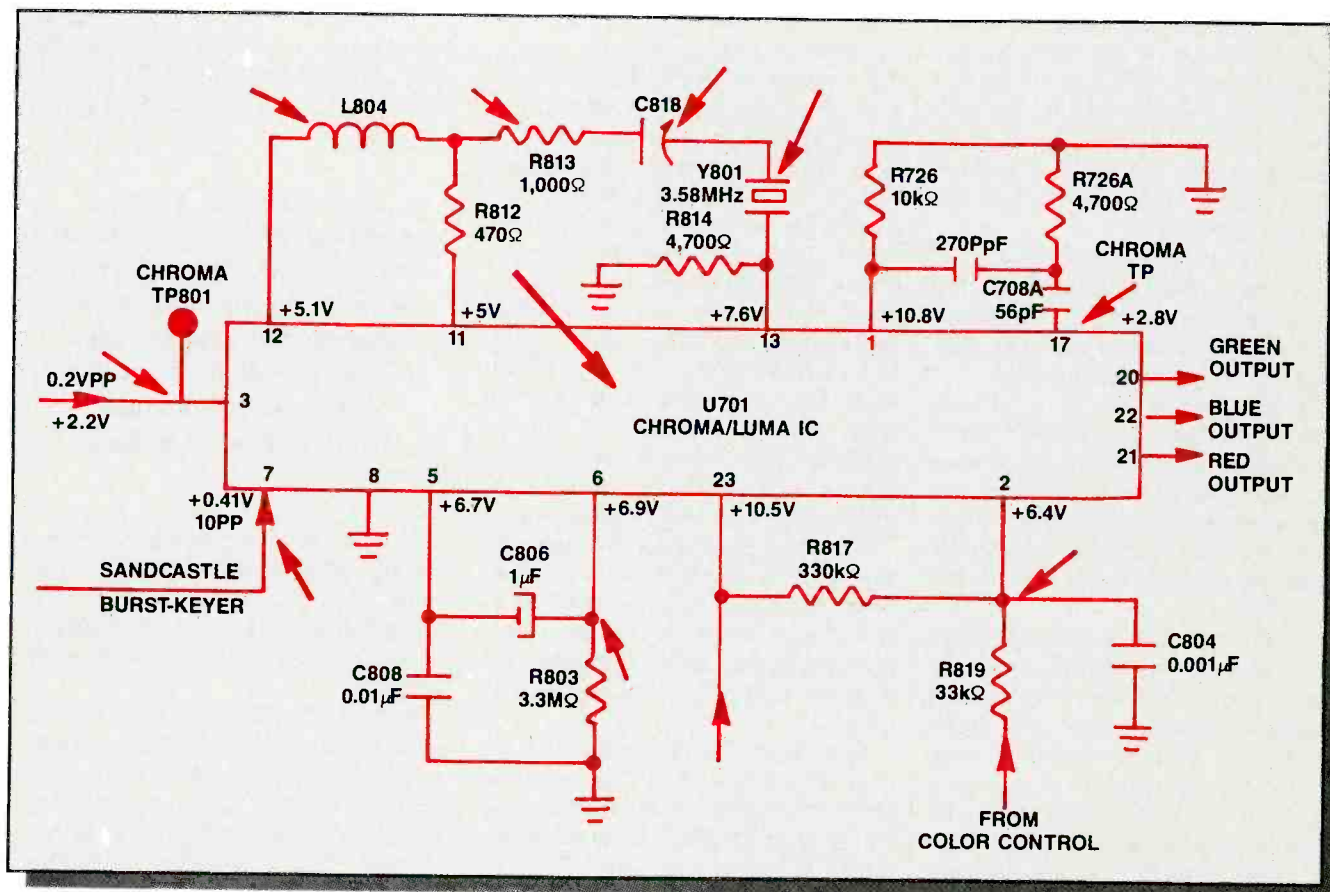 L804
C818
R813
1,000Ω
Y801
3.58MHz
R812
470Ω
R814
4,700Ω
R726
10kΩ
R726A
4,700Ω
270PpF
CHROMA
TP
C708A
56pF
CHROMA
TP801
+5.1V
+5V
+7.6V
+10.8V
+2.8V
12
11
13
1
17
0.2VPP
+2.2V
3
U701
CHROMA/LUMA IC
20
GREEN
OUTPUT
22
BLUE
OUTPUT
21
RED
OUTPUT
7
8
5
6
23
2
+0.41V
10PP
+6.7V
+6.9V
+10.5V
+6.4V
SANDCASTLE
BURST-KEYER
C806
1μF
R817
330kΩ
C808
0.01μF
R803
3.3MΩ
R819
33kΩ
C804
0.001μF
FROM
COLOR CONTROL